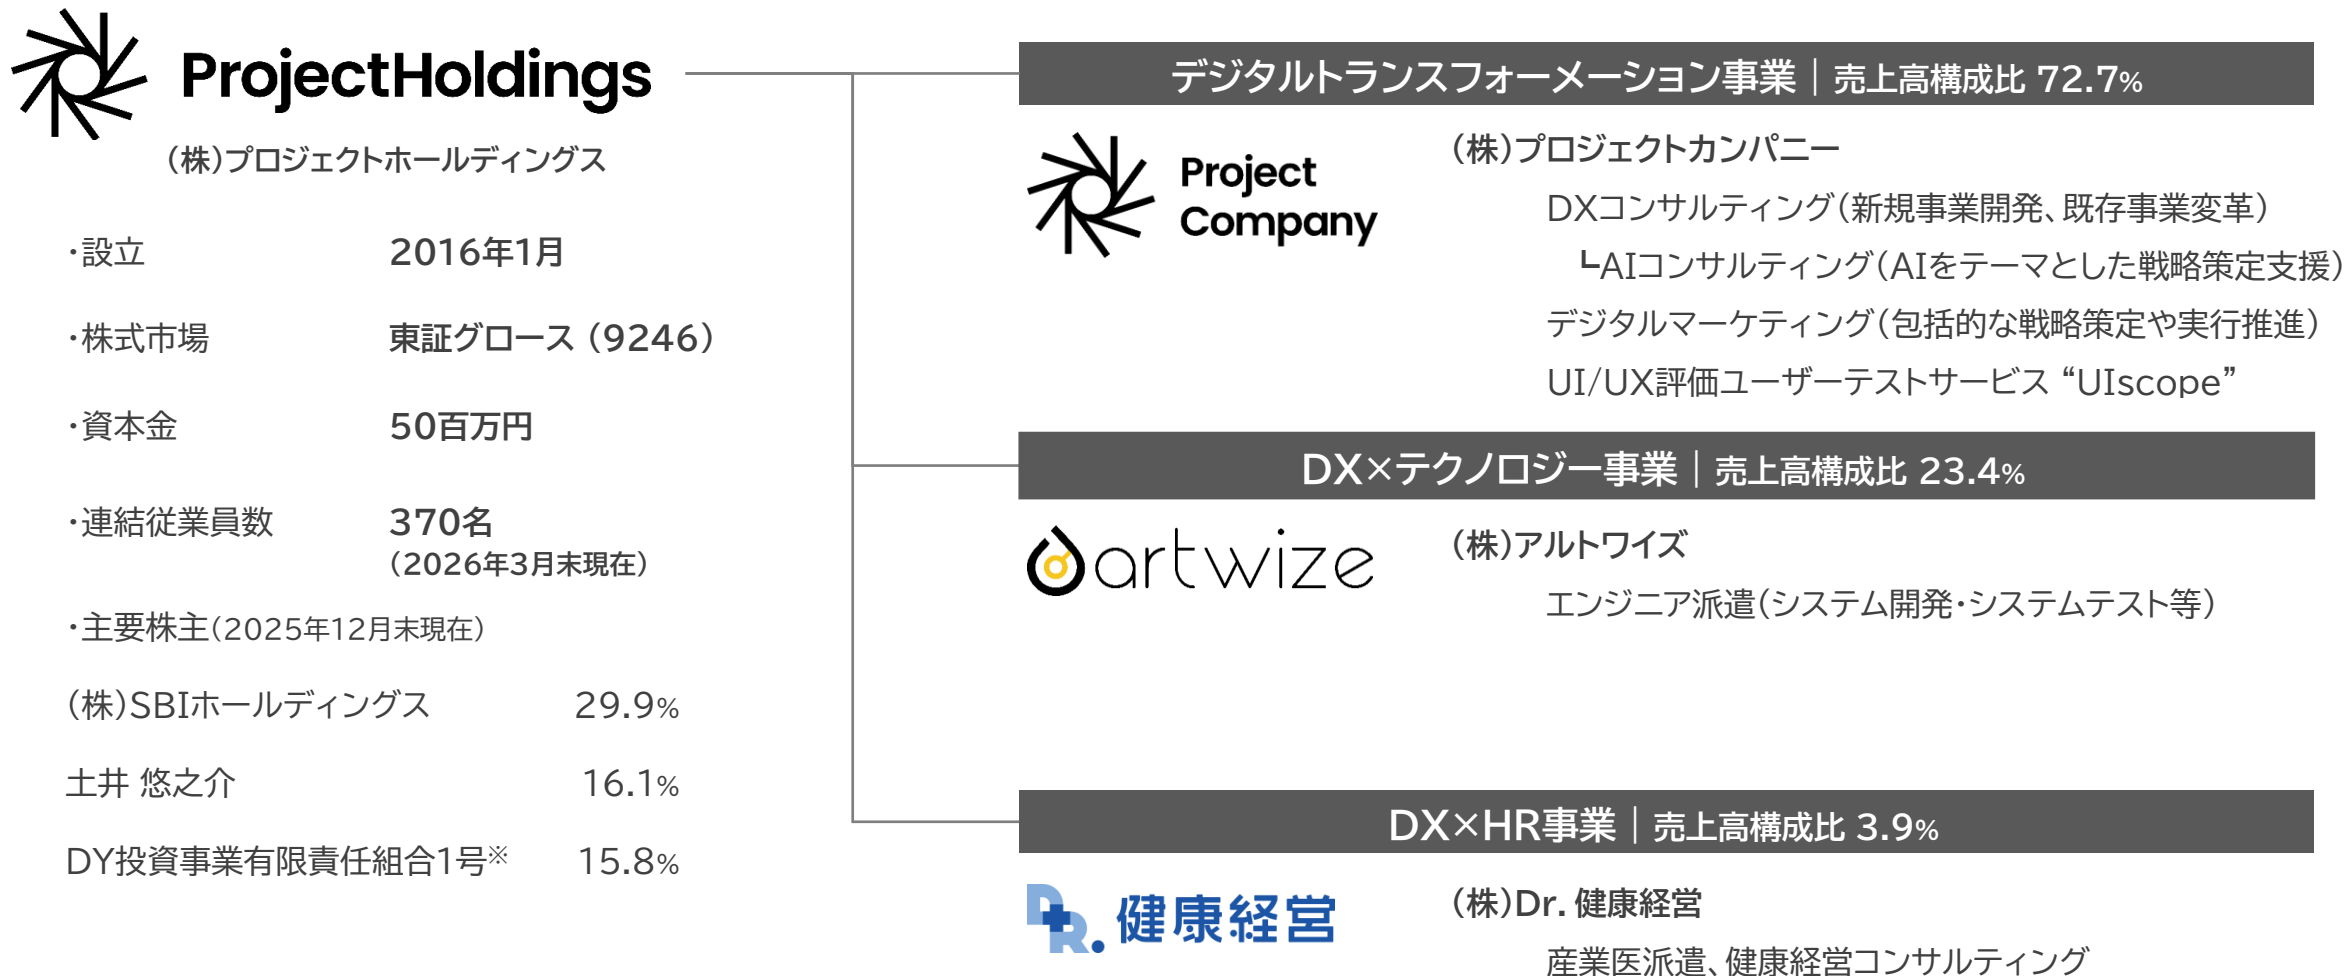 ProjectHoldings
（株）プロジェクトホールディングス
・設立 2016年1月
・株式市場 東証グロース（9246）
・資本金 50百万円
・連結従業員数 370名
（2026年3月末現在）
・主要株主（2025年12月末現在）
（株）SBIホールディングス 29.9%
土井 悠之介 16.1%
DY投資事業有限責任組合1号※ 15.8%
デジタルトランスフォーメーション事業｜売上高構成比 72.7%
Project
Company
（株）プロジェクトカンパニー
DXコンサルティング（新規事業開発、既存事業変革）
┗AIコンサルティング（AIをテーマとした戦略策定支援）
デジタルマーケティング（包括的な戦略策定や実行推進）
UI/UX評価ユーザーテストサービス “UIscope”
DX×テクノロジー事業｜売上高構成比 23.4%
artwize
（株）アルトワイズ
エンジニア派遣（システム開発・システムテスト等）
DX×HR事業｜売上高構成比 3.9%
DR. 健康経営
（株）Dr. 健康経営
産業医派遣、健康経営コンサルティング